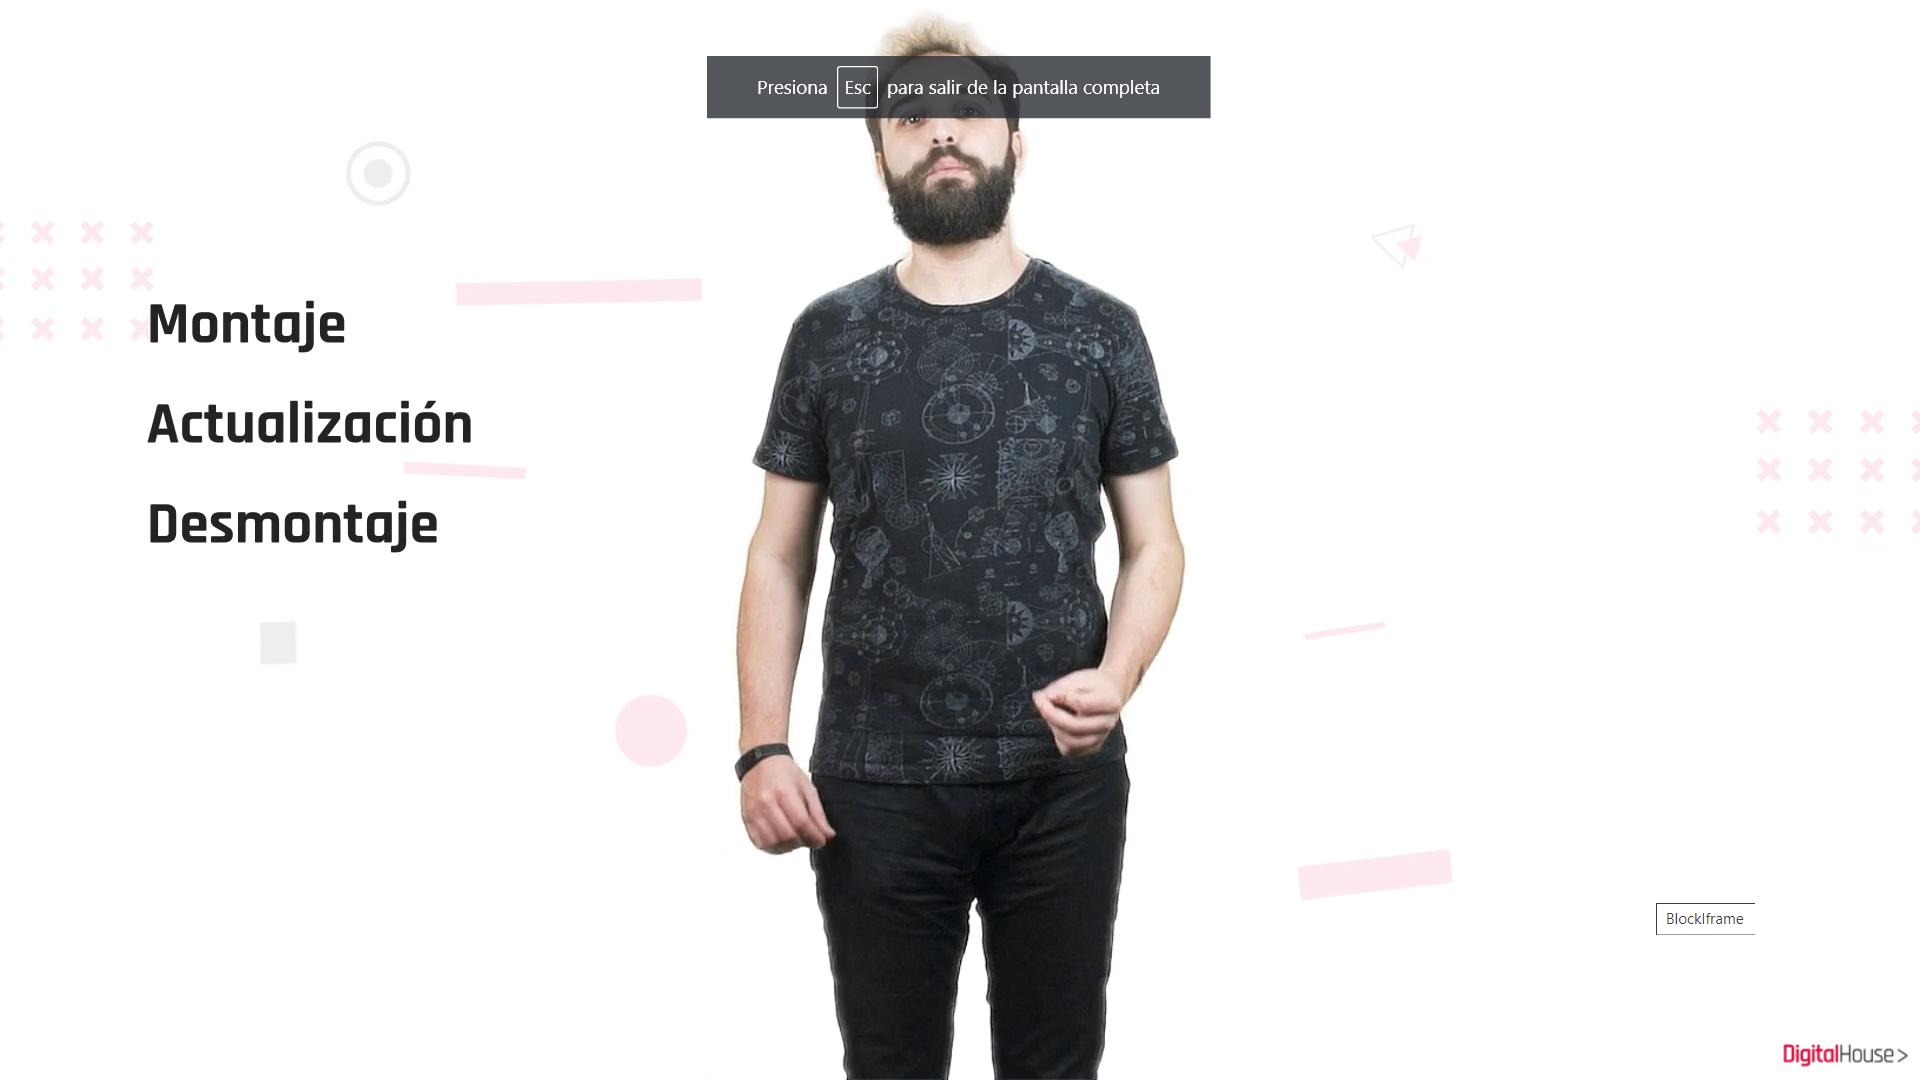 Presiona Esc para salir de la pantalla completa
Montaje
Actualización
Desmontaje
BlockIframe
DigitalHouse>